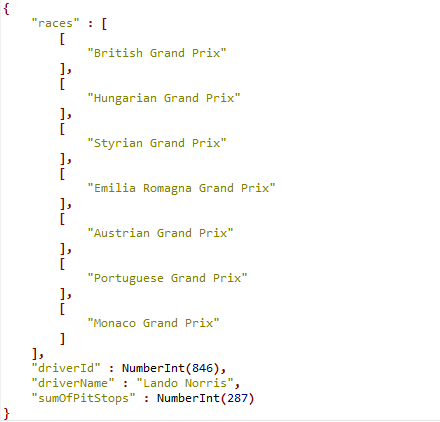 {
"races" : [
[
"British Grand Prix"
],
[
"Hungarian Grand Prix"
],
[
"Styrian Grand Prix"
],
[
"Emilia Romagna Grand Prix"
],
[
"Austrian Grand Prix"
],
[
"Portuguese Grand Prix"
],
[
"Monaco Grand Prix"
]
],
"driverId" : NumberInt(846),
"driverName" : "Lando Norris",
"sumOfPitStops" : NumberInt(287)
}